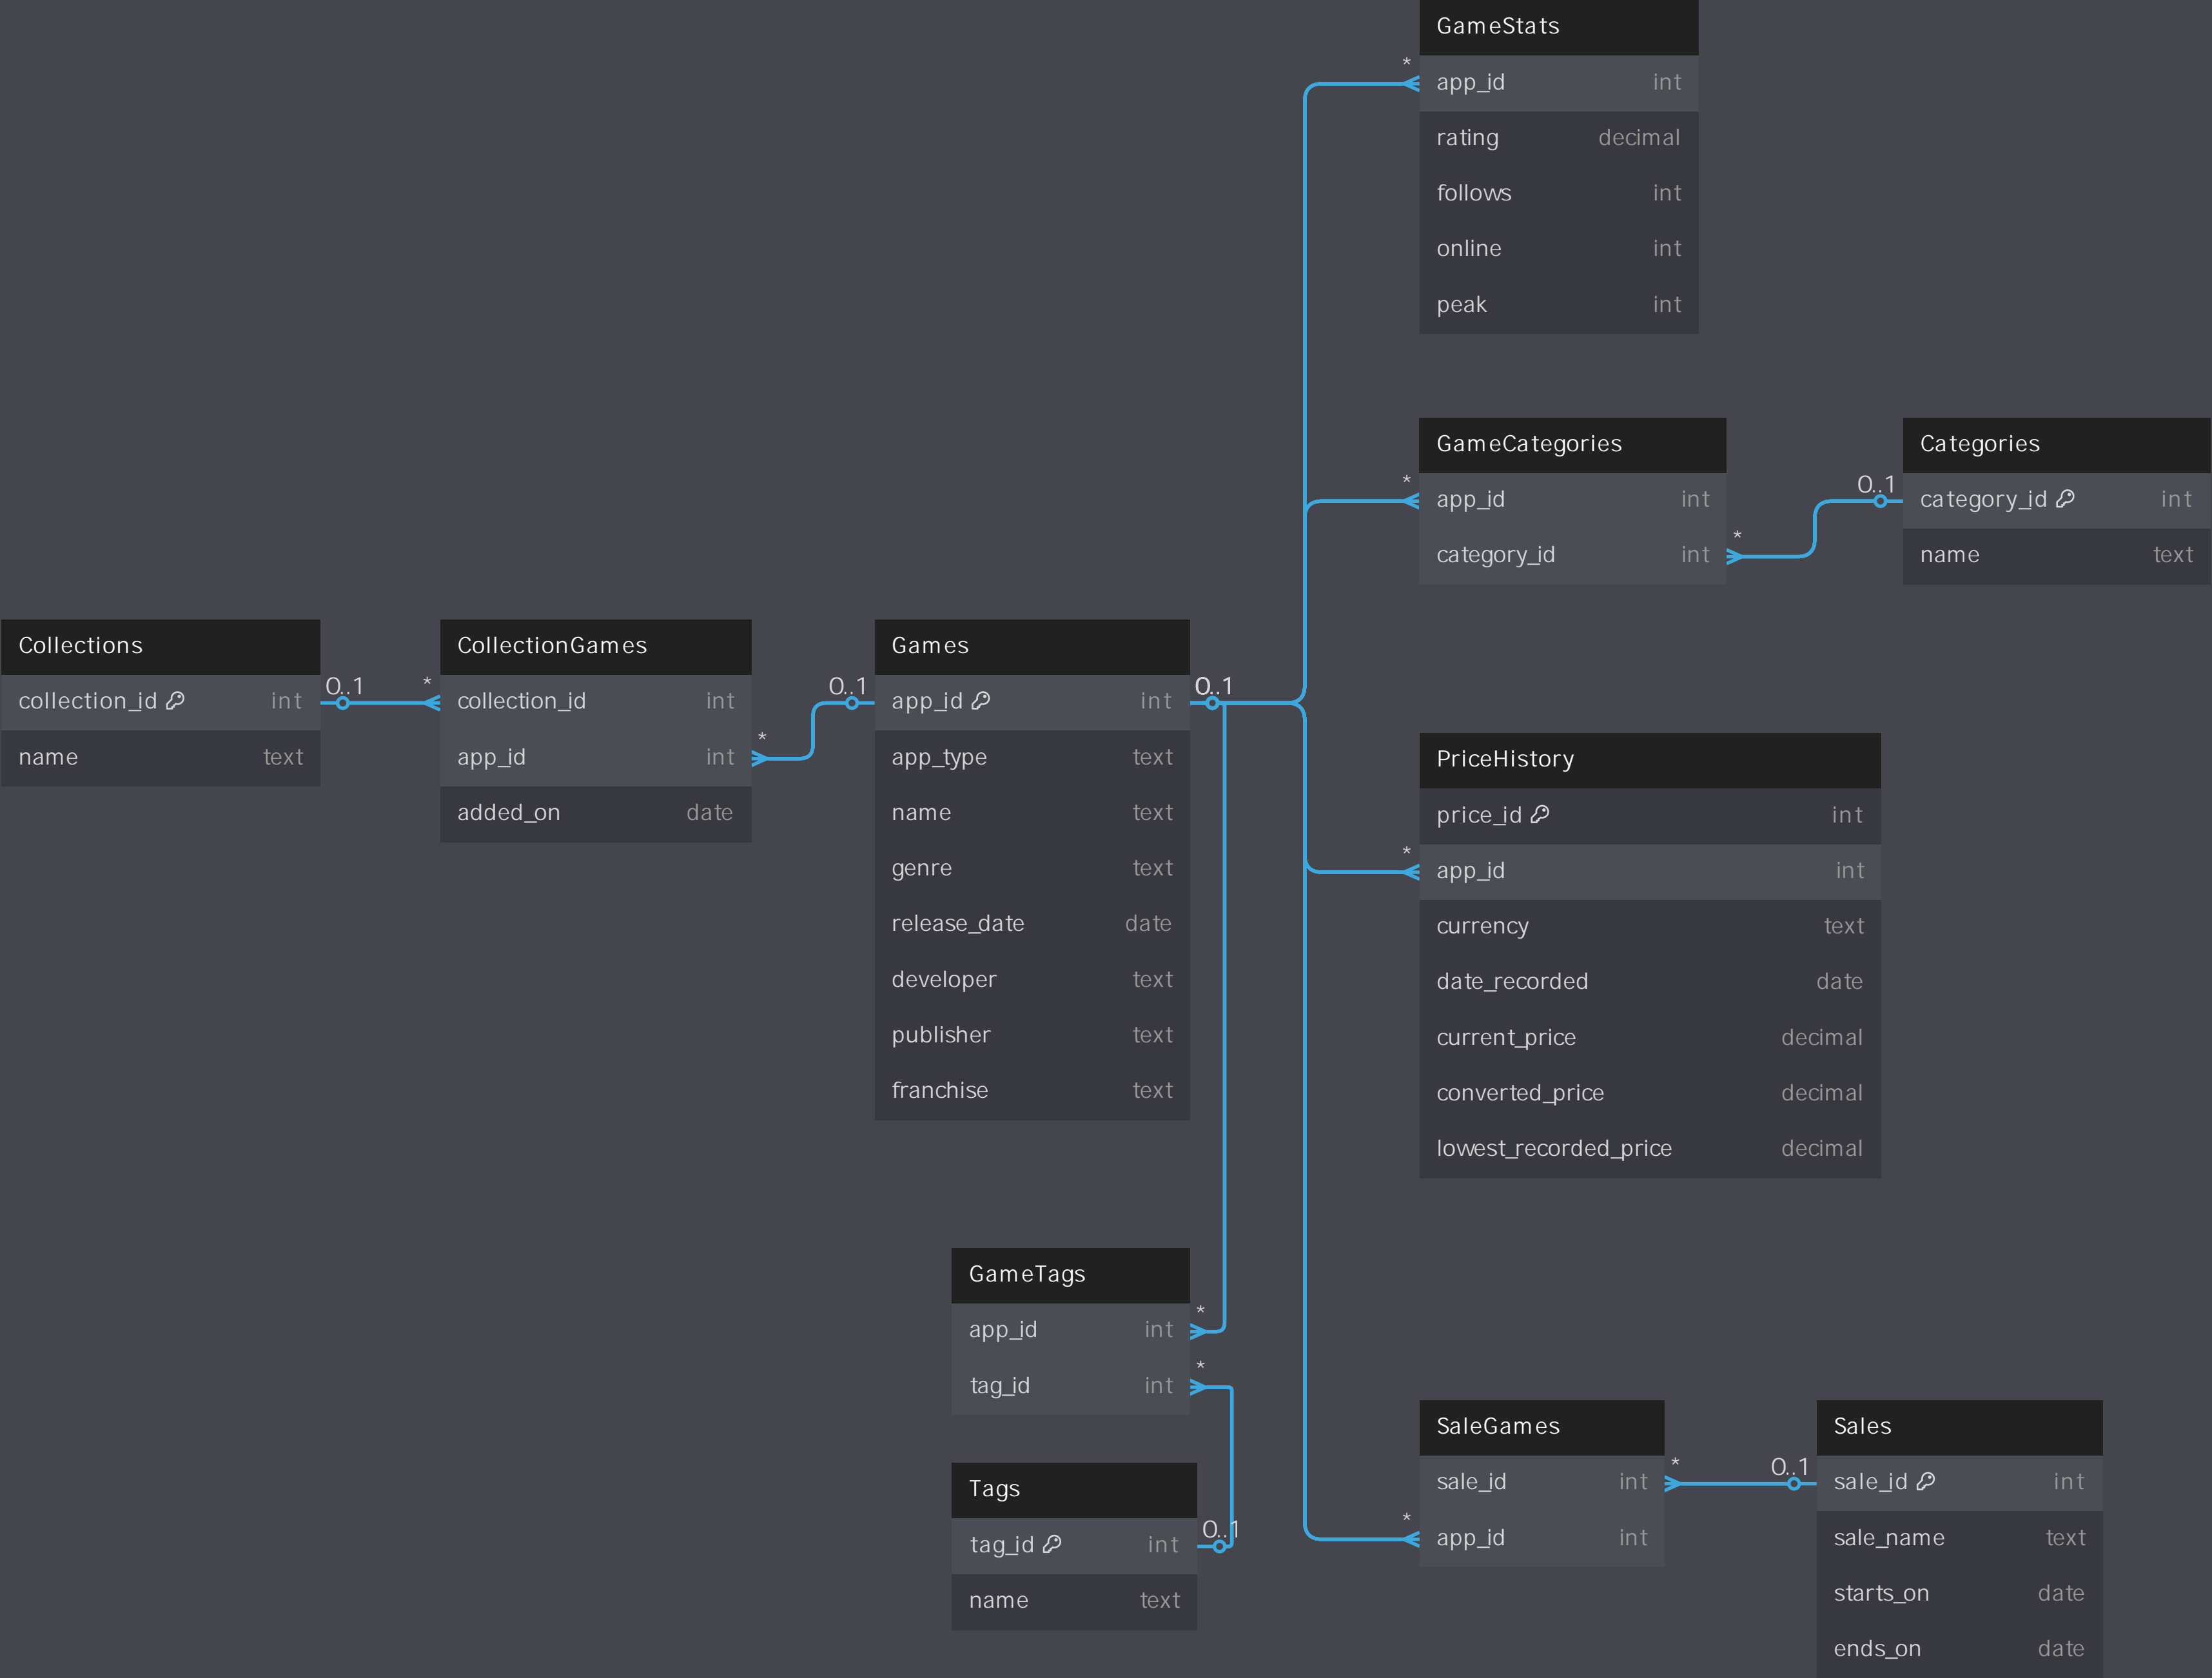 GameStats
*
app_id int
rating decimal
follows int
online int
peak int
GameCategories
*
app_id int
category_id int
*
Categories
0..1
category_id int
name text
Collections
collection_id int
0..1
name text
CollectionGames
*
collection_id int
app_id int
*
added_on date
Games
0..1
app_id int
0..1
app_type text
name text
genre text
release_date date
developer text
publisher text
franchise text
PriceHistory
price_id int
*
app_id int
currency text
date_recorded date
current_price decimal
converted_price decimal
lowest_recorded_price decimal
GameTags
app_id int
*
tag_id int
*
Tags
tag_id int
0..1
name text
SaleGames
sale_id int
*
*
app_id int
Sales
0..1
sale_id int
sale_name text
starts_on date
ends_on date